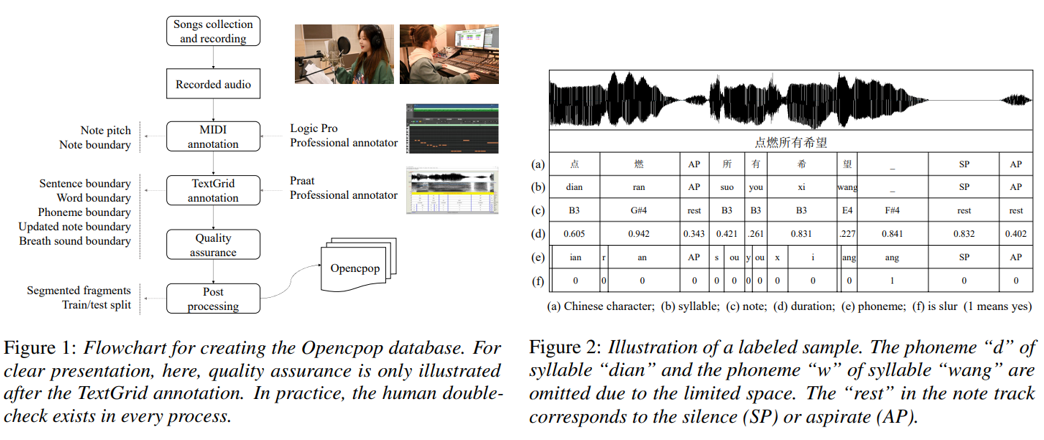 Songs collection
and recording
Recorded audio
Note pitch
Note boundary
MIDI
annotation
Logic Pro
Professional annotator
Sentence boundary
Word boundary
Phoneme boundary
Updated note boundary
Breath sound boundary
TextGrid
annotation
Praat
Professional annotator
Quality
assurance
Opencpop
Segmented fragments
Train/test split
Post
processing
Figure 1: Flowchart for creating the Opencpop database. For
clear presentation, here, quality assurance is only illustrated
after the TextGrid annotation. In practice, the human double-
check exists in every process.
点燃所有希望
(a) 点 燃 AP 所 有 希 望 _ SP AP
(b) dian ran AP suo you xi wang _ SP AP
(c) B3 G#4 rest B3 B3 B3 E4 F#4 rest rest
(d) 0.605 0.942 0.343 0.421 .261 0.831 .227 0.841 0.832 0.402
(e) ian r an AP s ou y ou x i ang ang SP AP
(f) 0 0 0 0 0 0 0 0 0 0 0 1 0 0
(a) Chinese character; (b) syllable; (c) note; (d) duration; (e) phoneme; (f) is slur (1 means yes)
Figure 2: Illustration of a labeled sample. The phoneme “d” of
syllable “dian” and the phoneme “w” of syllable “wang” are
omitted due to the limited space. The “rest” in the note track
corresponds to the silence (SP) or aspirate (AP).